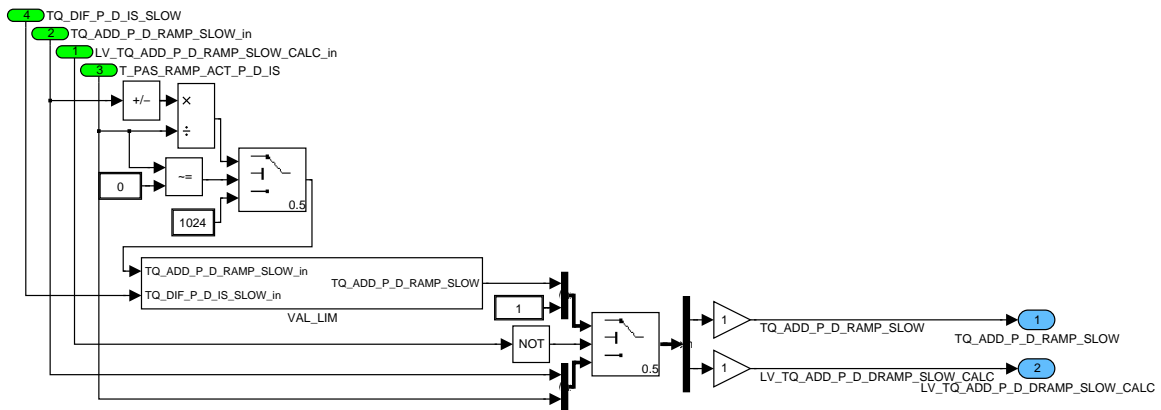 4
TQ_DIF_P_D_IS_SLOW
2
TQ_ADD_P_D_RAMP_SLOW_in
1
LV_TQ_ADD_P_D_RAMP_SLOW_CALC_in
3
T_PAS_RAMP_ACT_P_D_IS
+/−
×
÷
~=
0
0.5
1024
TQ_ADD_P_D_RAMP_SLOW_in
TQ_ADD_P_D_RAMP_SLOW
TQ_DIF_P_D_IS_SLOW_in
VAL_LIM
1
NOT
0.5
1
TQ_ADD_P_D_RAMP_SLOW
1
TQ_ADD_P_D_RAMP_SLOW
1
LV_TQ_ADD_P_D_DRAMP_SLOW_CALC
2
LV_TQ_ADD_P_D_DRAMP_SLOW_CALC